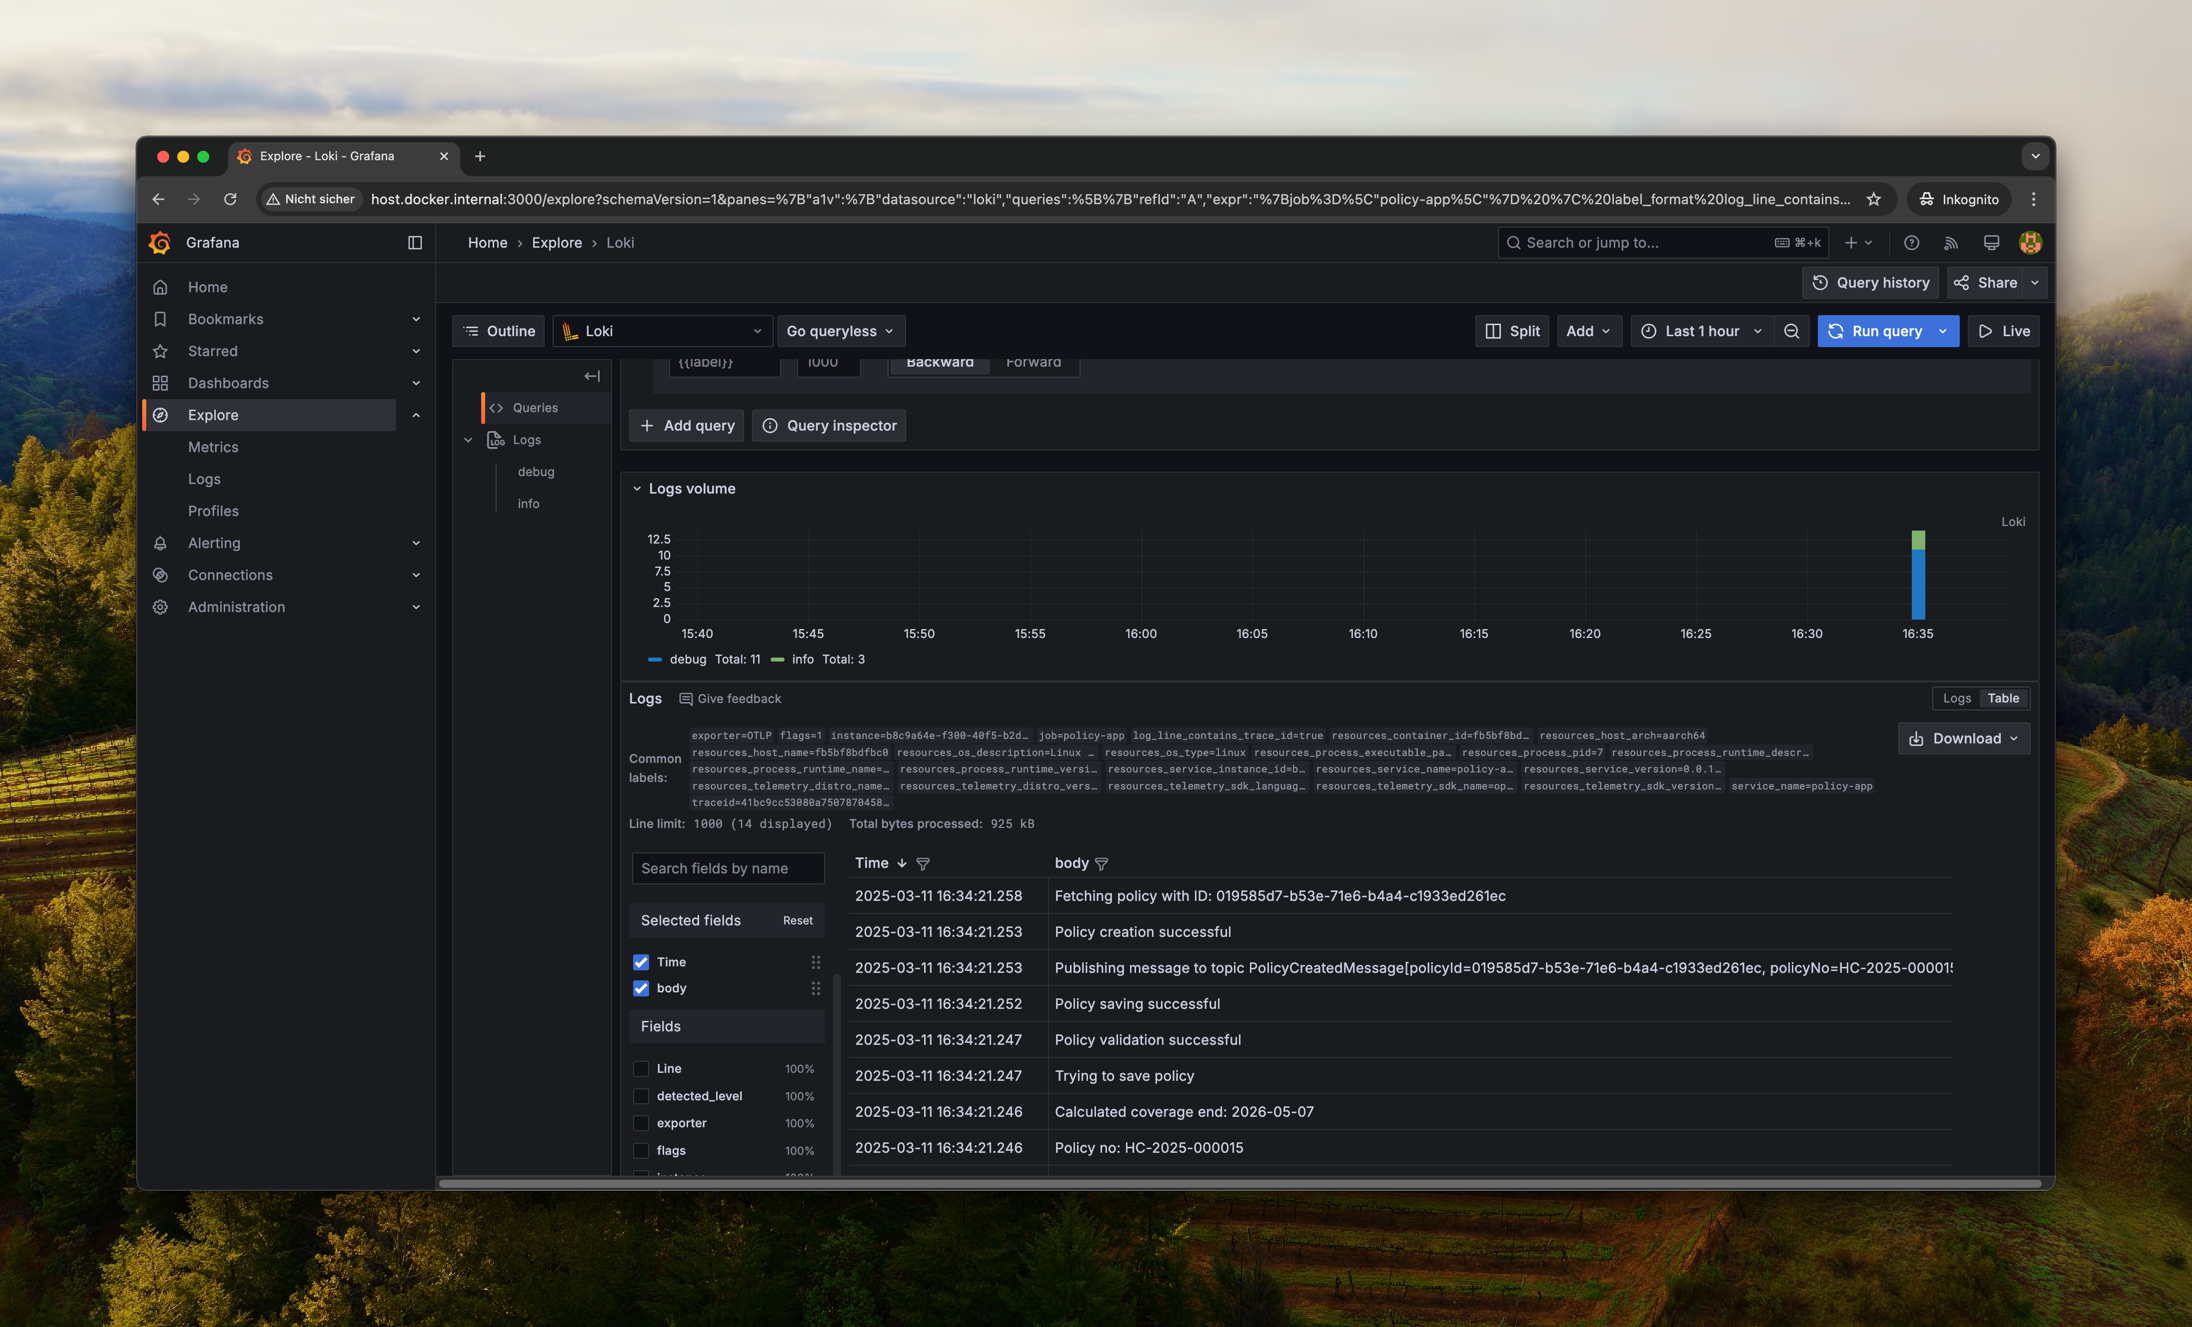 Explore - Loki - Grafana
Nicht sicher
host.docker.internal:3000/explore?schemaVersion=1&panes=%7B"a1v":%7B"datasource":"loki","queries":%5B%7B"refId":"A","expr":"%7Bjob%3D%5C"policy-app%5C"%7D%20%7C%20label_format%20log_line_contains...
Inkognito
Grafana
Home › Explore › Loki
Search or jump to...
⌘+k
Query history
Share
Home
Bookmarks
Starred
Dashboards
Explore
Metrics
Logs
Profiles
Alerting
Connections
Administration
Outline
Loki
Go queryless
Split
Add
Last 1 hour
Run query
Live
Queries
Logs
debug
info
{{label}}
1000
Backward
Forward
Add query
Query inspector
Logs volume
Loki
12.5
10
7.5
5
2.5
0
15:40 15:45 15:50 15:55 16:00 16:05 16:10 16:15 16:20 16:25 16:30 16:35
debug Total: 11 info Total: 3
Logs
Give feedback
Logs Table
Download
Common labels:
exporter=OTLP flags=1 instance=b8c9a64e-f300-40f5-b2d… job=policy-app log_line_contains_trace_id=true resources_container_id=fb5bf8bd… resources_host_arch=aarch64
resources_host_name=fb5bf8bdfbc0 resources_os_description=Linux … resources_os_type=linux resources_process_executable_pa… resources_process_pid=7 resources_process_runtime_descr…
resources_process_runtime_name=… resources_process_runtime_versi… resources_service_instance_id=b… resources_service_name=policy-a… resources_service_version=0.0.1…
resources_telemetry_distro_name… resources_telemetry_distro_vers… resources_telemetry_sdk_languag… resources_telemetry_sdk_name=op… resources_telemetry_sdk_version… service_name=policy-app
traceid=41bc9cc53080a7507870458…
Line limit: 1000 (14 displayed) Total bytes processed: 925 kB
Search fields by name
Selected fields Reset
Time
body
Fields
Line 100%
detected_level 100%
exporter 100%
flags 100%
Time body
2025-03-11 16:34:21.258 Fetching policy with ID: 019585d7-b53e-71e6-b4a4-c1933ed261ec
2025-03-11 16:34:21.253 Policy creation successful
2025-03-11 16:34:21.253 Publishing message to topic PolicyCreatedMessage[policyId=019585d7-b53e-71e6-b4a4-c1933ed261ec, policyNo=HC-2025-000015
2025-03-11 16:34:21.252 Policy saving successful
2025-03-11 16:34:21.247 Policy validation successful
2025-03-11 16:34:21.247 Trying to save policy
2025-03-11 16:34:21.246 Calculated coverage end: 2026-05-07
2025-03-11 16:34:21.246 Policy no: HC-2025-000015